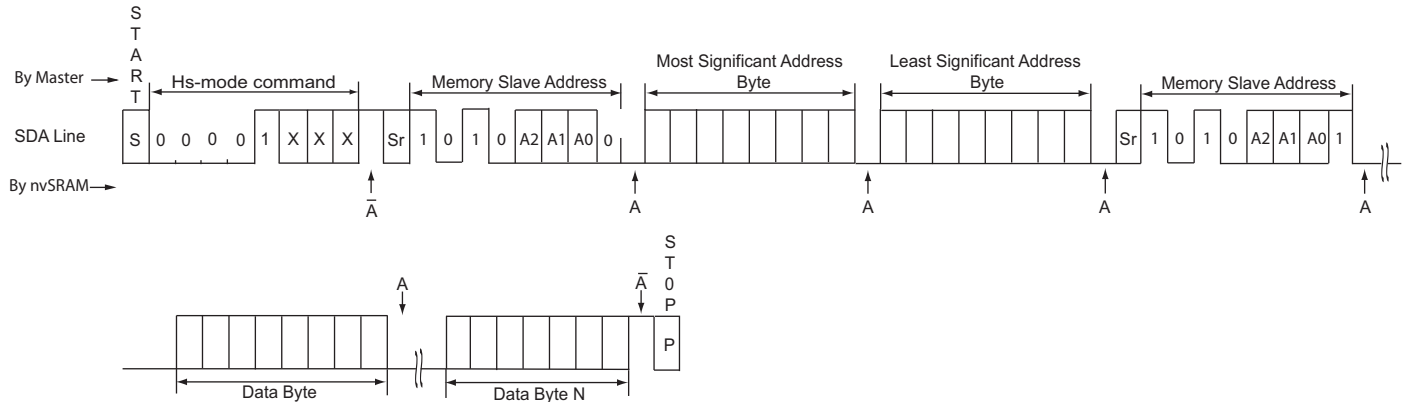 START
By Master
Hs-mode command
Memory Slave Address
Most Significant Address
Byte
Least Significant Address
Byte
Memory Slave Address
SDA Line
S 0 0 0 0 1 X X X Sr 1 0 1 0 A2 A1 A0 0 Sr 1 0 1 0 A2 A1 A0 1
By nvSRAM
A̅ A A A A
A A̅
ST0P
P
Data Byte
Data Byte N